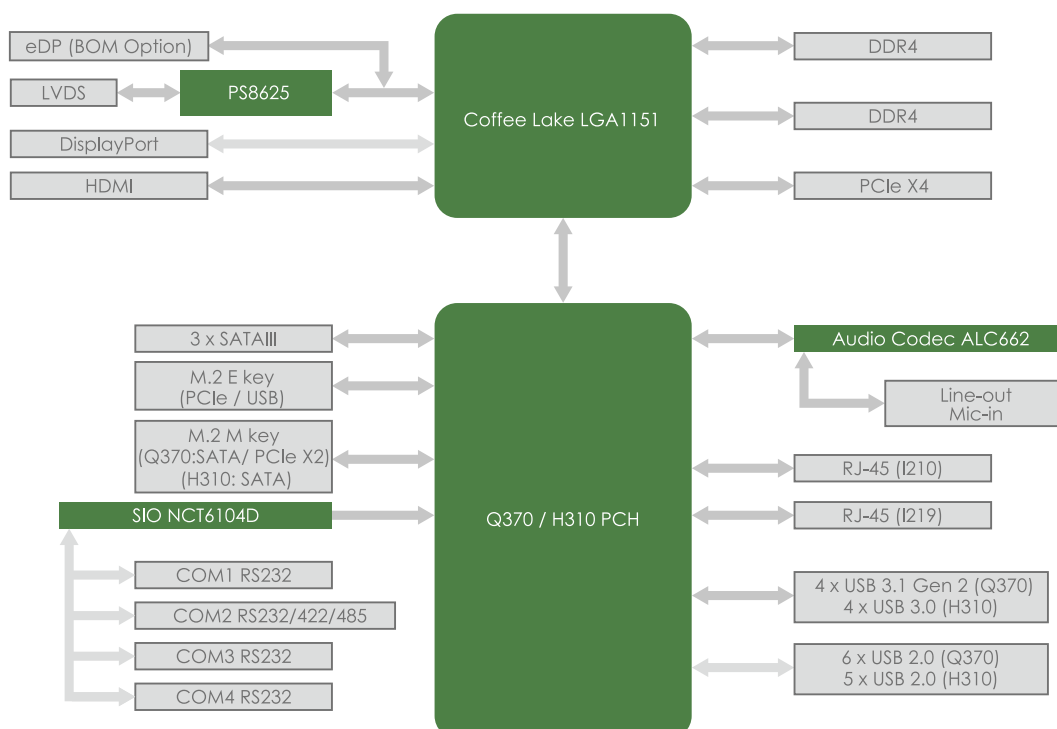 eDP (BOM Option)
LVDS
PS8625
DisplayPort
HDMI
Coffee Lake LGA1151
DDR4
DDR4
PCIe X4
3 x SATAIII
M.2 E key
(PCIe / USB)
M.2 M key
(Q370:SATA/ PCIe X2)
(H310: SATA)
SIO NCT6104D
COM1 RS232
COM2 RS232/422/485
COM3 RS232
COM4 RS232
Q370 / H310 PCH
Audio Codec ALC662
Line-out
Mic-in
RJ-45 (I210)
RJ-45 (I219)
4 x USB 3.1 Gen 2 (Q370)
4 x USB 3.0 (H310)
6 x USB 2.0 (Q370)
5 x USB 2.0 (H310)